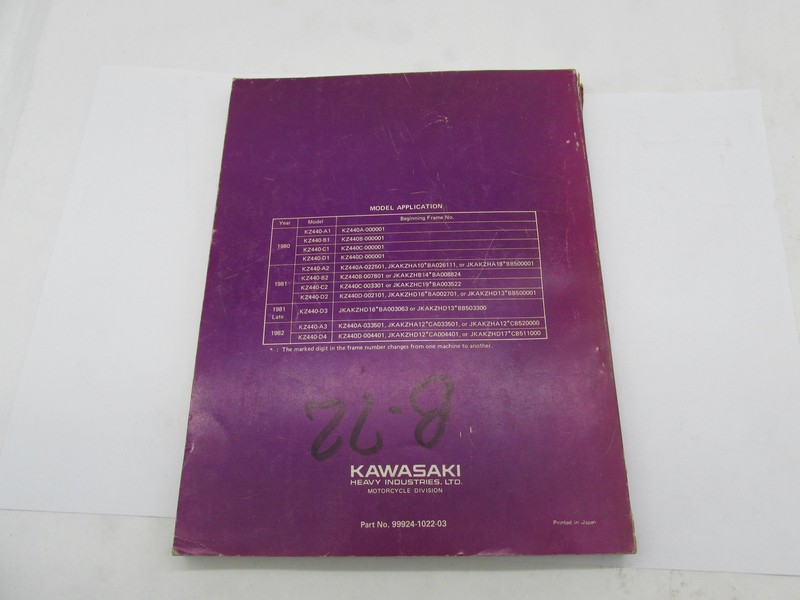 MODEL APPLICATION
Year Model Beginning Frame No.
1980 KZ440-A1 KZ440A-000001
KZ440-B1 KZ440B-000001
KZ440-C1 KZ440C-000001
KZ440-D1 KZ440D-000001
1981 KZ440-A2 KZ440A-022501, JKAKZHA10*BA026111, or JKAKZHA18*BB500001
KZ440-B2 KZ440B-007801 or JKAKZHB14*BA008824
KZ440-C2 KZ440C-003301 or JKAKZHC19*BA003522
KZ440-D2 KZ440D-002101, JKAKZHD16*BA002701, or JKAKZHD13*BB500001
1981 Late KZ440-D3 JKAKZHD16*BA003063 or JKAKZHD13*BB503300
1982 KZ440-A3 KZ440A-033501, JKAKZHA12*CA033501, or JKAKZHA12*CB520000
KZ440-D4 KZ440D-004401, JKAKZHD12*CA004401, or JKAKZHD17*CB511000
* : The marked digit in the frame number changes from one machine to another.
22-8
KAWASAKI
HEAVY INDUSTRIES, LTD.
MOTORCYCLE DIVISION
Part No. 99924-1022-03
Printed in Japan